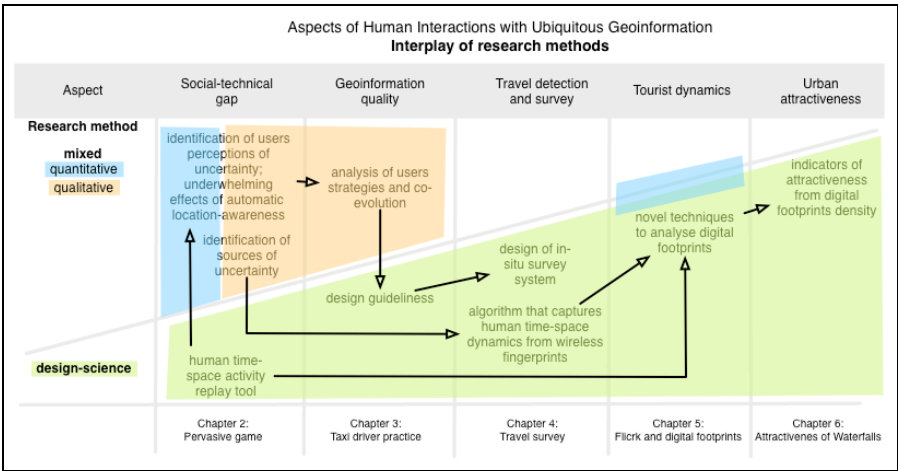 Aspects of Human Interactions with Ubiquitous Geoinformation
Interplay of research methods
Aspect
Social-technical
gap
Geoinformation
quality
Travel detection
and survey
Tourist dynamics
Urban
attractiveness
Research method
mixed
quantitative
qualitative
identification of users
perceptions of
uncertainty;
underwhelming
effects of automatic
location-awareness
identification of
sources of
uncertainty
analysis of users
strategies and co-
evolution
design guideliness
design of in-
situ survey
system
algorithm that captures
human time-space
dynamics from wireless
fingerprints
novel techniques
to analyse digital
footprints
indicators of
attractiveness
from digital
footprints density
design-science
human time-
space activity
replay tool
Chapter 2:
Pervasive game
Chapter 3:
Taxi driver practice
Chapter 4:
Travel survey
Chapter 5:
Flicrk and digital footprints
Chapter 6:
Attractivenes of Waterfalls